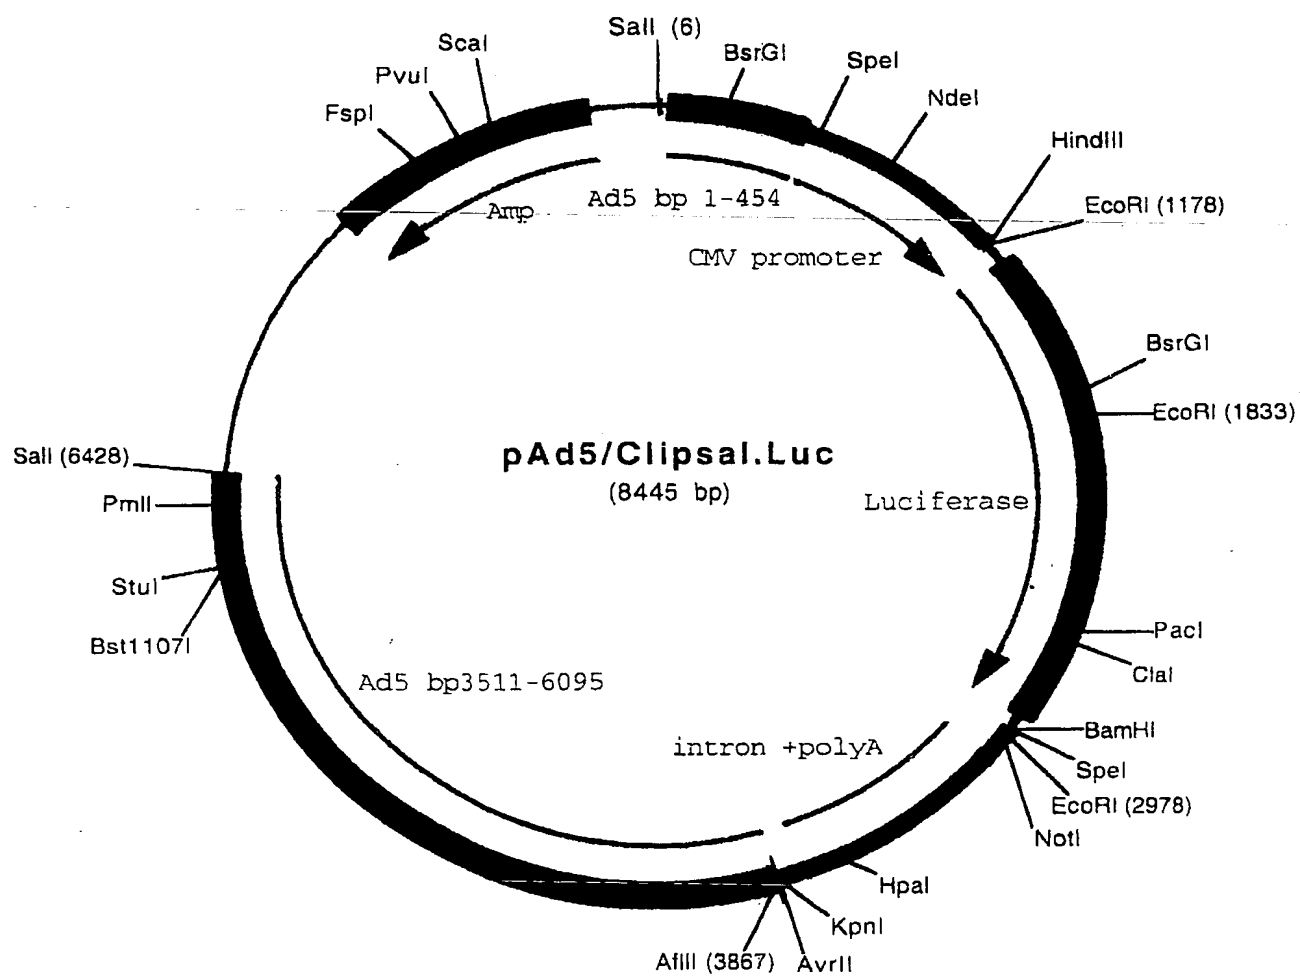 SalI (6)
ScaI
BsrGI
SpeI
PvuI
NdeI
FspI
HindIII
EcoRI (1178)
Amp
Ad5 bp 1-454
CMV promoter
BsrGI
EcoRI (1833)
SalI (6428)
pAd5/Clipsal.Luc
(8445 bp)
PmlI
Luciferase
StuI
Bst1107I
PacI
ClaI
Ad5 bp3511-6095
BamHI
intron +polyA
SpeI
EcoRI (2978)
NotI
HpaI
KpnI
AflII (3867)
AvrII